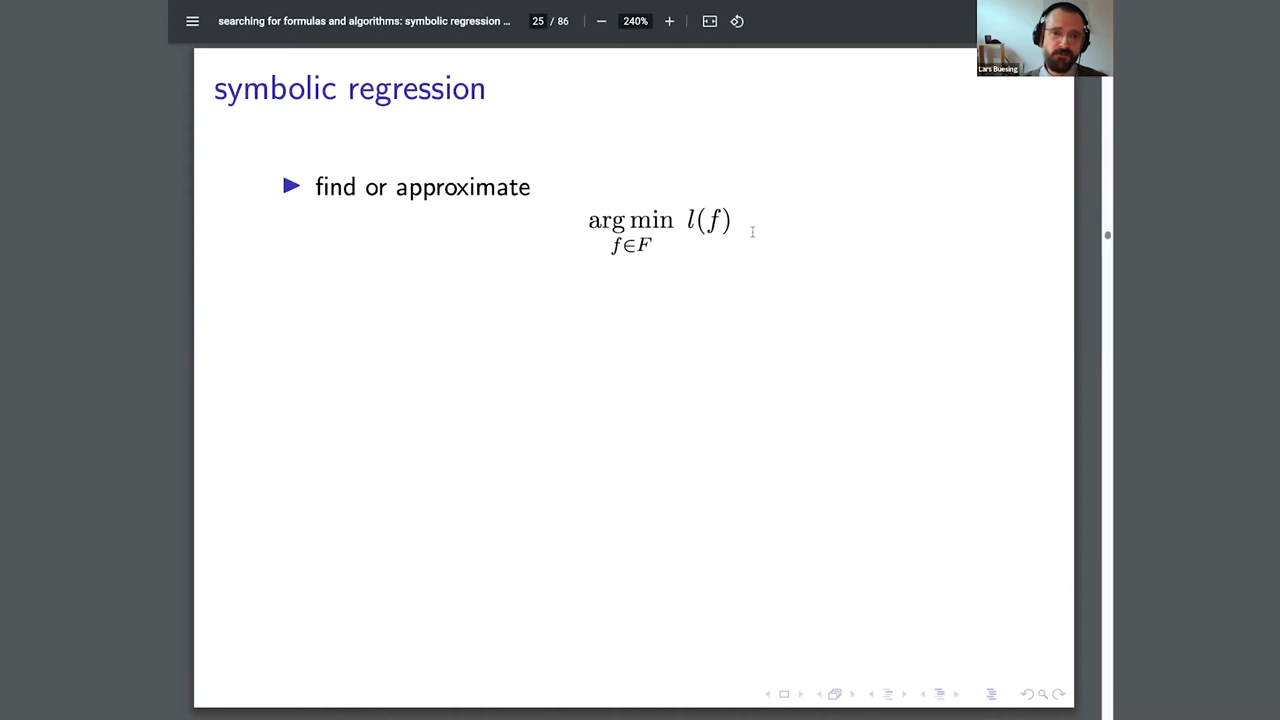 searching for formulas and algorithms: symbolic regression ...
25 / 86
240%
Lars Buesing
symbolic regression
find or approximate
arg min l(f)
f∈F